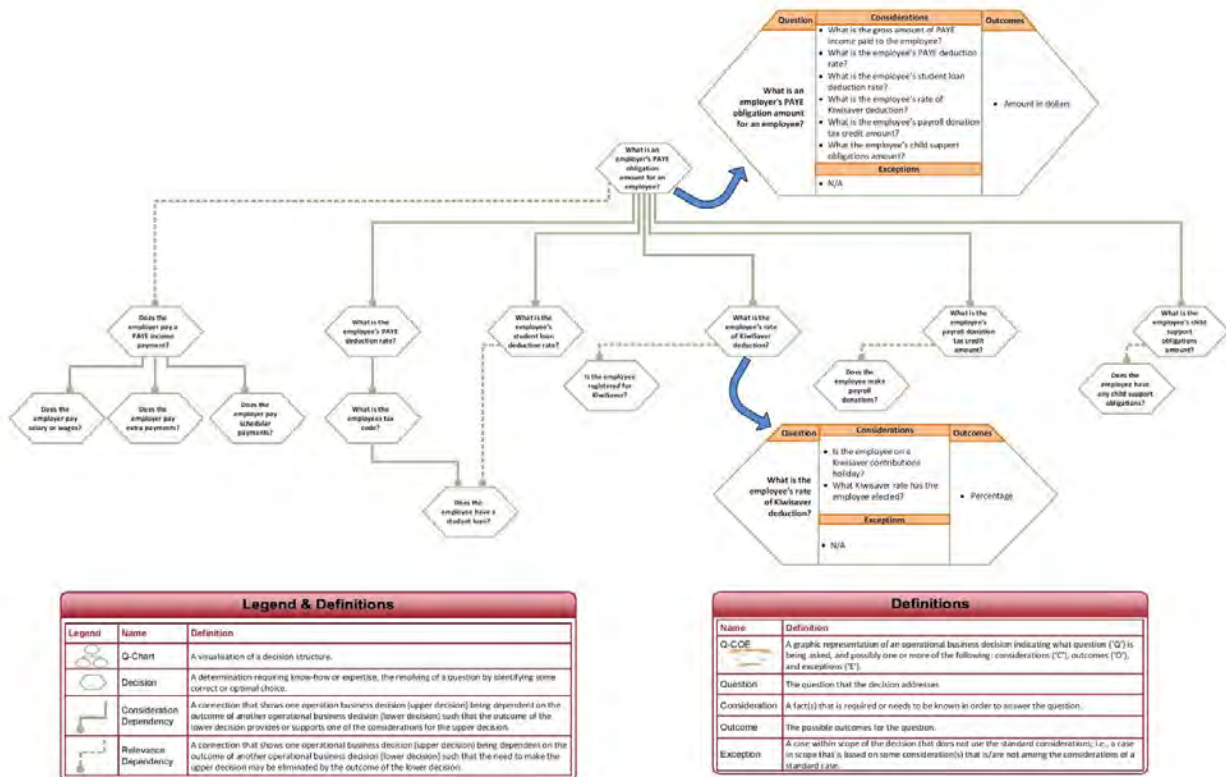 Question
Considerations
Outcomes
What is an
employer's PAYE
obligation amount
for an employee?
• What is the gross amount of PAYE
income paid to the employee?
• What is the employee's PAYE deduction
rate?
• What is the employee's student loan
deduction rate?
• What is the employee's rate of
Kiwisaver deduction?
• What is the employee's payroll donation
tax credit amount?
• What the employee's child support
obligations amount?
Exceptions
• N/A
• Amount in dollars
What is an
employer's PAYE
obligation
amount for an
employee?
Does the
employer pay a
PAYE income
payment?
What is the
employee's PAYE
deduction rate?
What is the
employee's
student loan
deduction rate?
What is the
employee's rate
of KiwiSaver
deduction?
What is the
employee's
payroll donation
tax credit
amount?
What is the
employee's child
support
obligations
amount?
Does the
employer pay
salary or wages?
Does the
employer pay
extra payments?
Does the
employer pay
scheduler
payments?
What is the
employees tax
code?
Is the employee
registered for
KiwiSaver?
Does the
employee make
payroll
donations?
Does the
employee have
any child support
obligations?
Does the
employee have a
student loan?
Question
Considerations
Outcomes
What is the
employee's rate
of Kiwisaver
deduction?
• Is the employee on a
Kiwisaver contributions
holiday?
• What Kiwisaver rate has the
employee elected?
Exceptions
• N/A
• Percentage
Legend & Definitions
Legend Name Definition
Q-Chart A visualisation of a decision structure.
Decision A determination requiring know-how or expertise, the resolving of a question by identifying some
correct or optimal choice.
Consideration
Dependency
A connection that shows one operation business decision (upper decision) being dependent on the
outcome of another operational business decision (lower decision) such that the outcome of the
lower decision provides or supports one of the considerations for the upper decision.
Relevance
Dependency
A connection that shows one operational business decision (upper decision) being dependent on the
outcome of another operational business decision (lower decision) such that the need to make the
upper decision may be eliminated by the outcome of the lower decision.
Definitions
Name Definition
Q-COE A graphic representation of an operational business decision indicating what question ('Q') is
being asked, and possibly one or more of the following: considerations ('C'), outcomes ('O'),
and exceptions ('E').
Question The question that the decision addresses
Consideration A fact(s) that is required or needs to be known in order to answer the question.
Outcome The possible outcomes for the question.
Exception A case within scope of the decision that does not use the standard considerations; i.e., a case
in scope that is based on some consideration(s) that is/are not among the considerations of a
standard case.